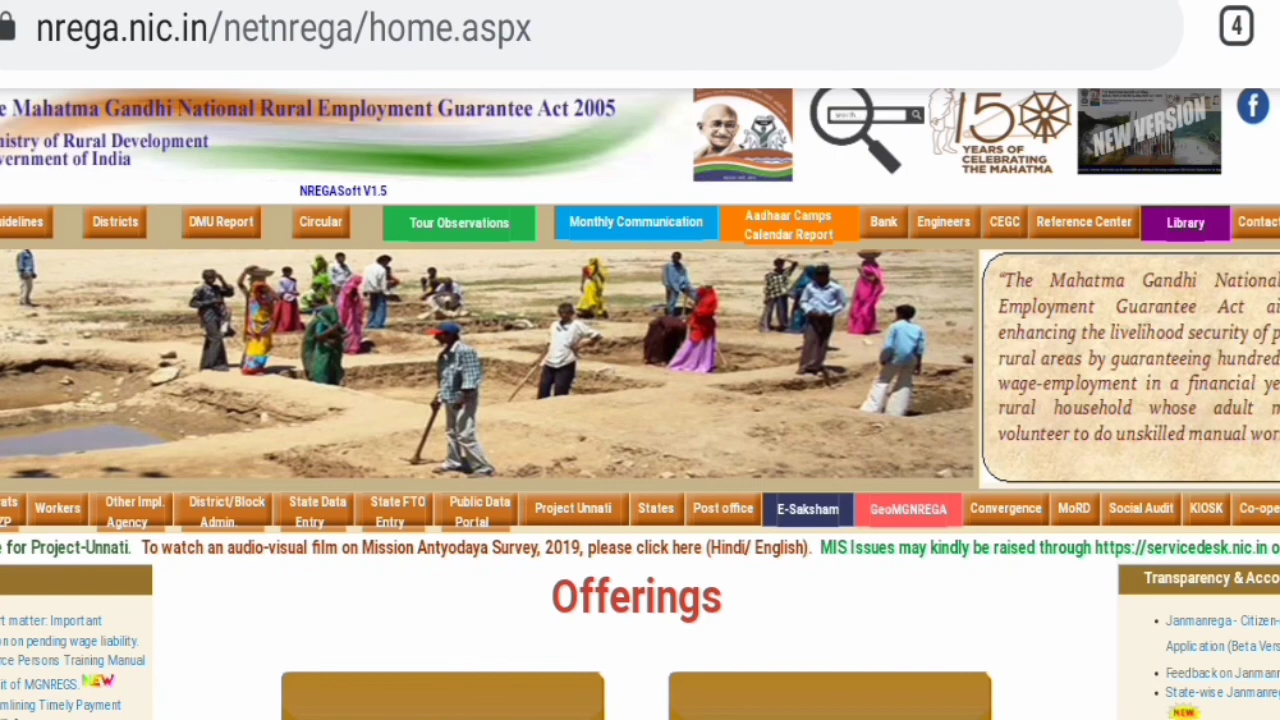 nrega.nic.in/netnrega/home.aspx
4
e Mahatma Gandhi National Rural Employment Guarantee Act 2005
nistry of Rural Development
vernment of India
NREGASoft V1.5
search
150
YEARS OF
CELEBRATING
THE MAHATMA
NEW VERSION
f
uidelines
Districts
DMU Report
Circular
Tour Observations
Monthly Communication
Aadhaar Camps
Calendar Report
Bank
Engineers
CEGC
Reference Center
Library
Contact
“The Mahatma Gandhi National
Employment Guarantee Act ai
enhancing the livelihood security of p
rural areas by guaranteeing hundred
wage-employment in a financial ye
rural household whose adult m
volunteer to do unskilled manual wor
ats
ZP
Workers
Other Impl.
Agency
District/Block
Admin.
State Data
Entry
State FTO
Entry
Public Data
Portal
Project Unnati
States
Post office
E-Saksham
GeoMGNREGA
Convergence
MoRD
Social Audit
KIOSK
Co-ope
e for Project-Unnati. To watch an audio-visual film on Mission Antyodaya Survey, 2019, please click here (Hindi/ English). MIS Issues may kindly be raised through https://servicedesk.nic.in o
Offerings
rt matter: Important
n on pending wage liability.
rce Persons Training Manual
it of MGNREGS. NEW
mlining Timely Payment
Transparency & Acco
• Janmanrega - Citizen-
Application (Beta Vers
• Feedback on Janmanr
• State-wise Janmanre
NEW